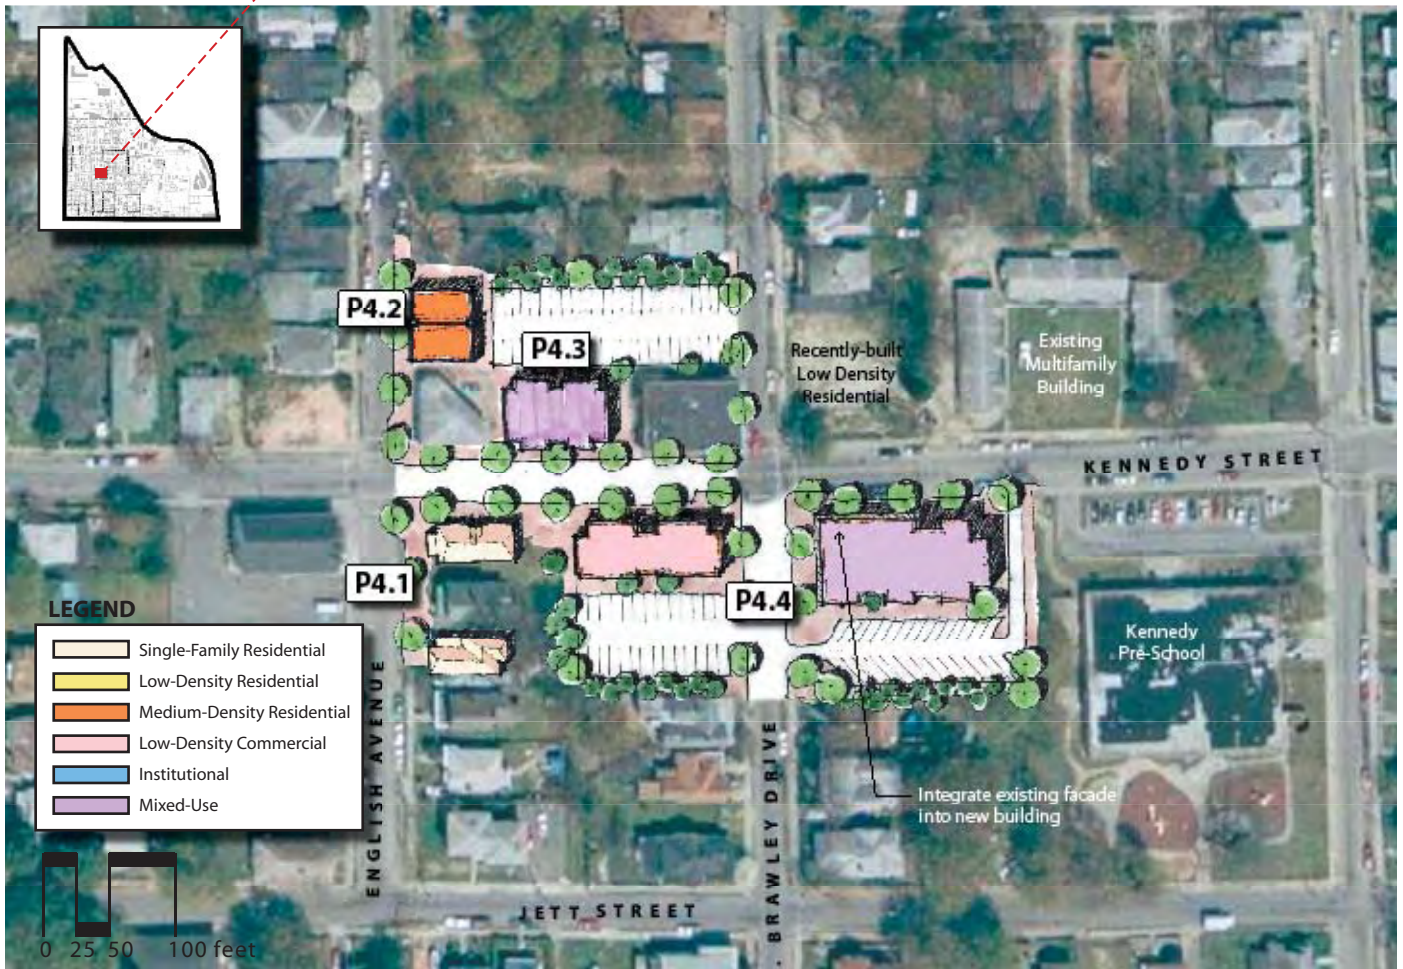 P4.2
P4.3
Recently-built
Low Density
Residential
Existing
Multifamily
Building
KENNEDY STREET
P4.1
P4.4
LEGEND
Single-Family Residential
Low-Density Residential
Medium-Density Residential
Low-Density Commercial
Institutional
Mixed-Use
Kennedy
Pre-School
Integrate existing facade
into new building
ENGLISH AVENUE
. BRAWLEY DRIVE
JETT STREET
0 25 50 100 feet